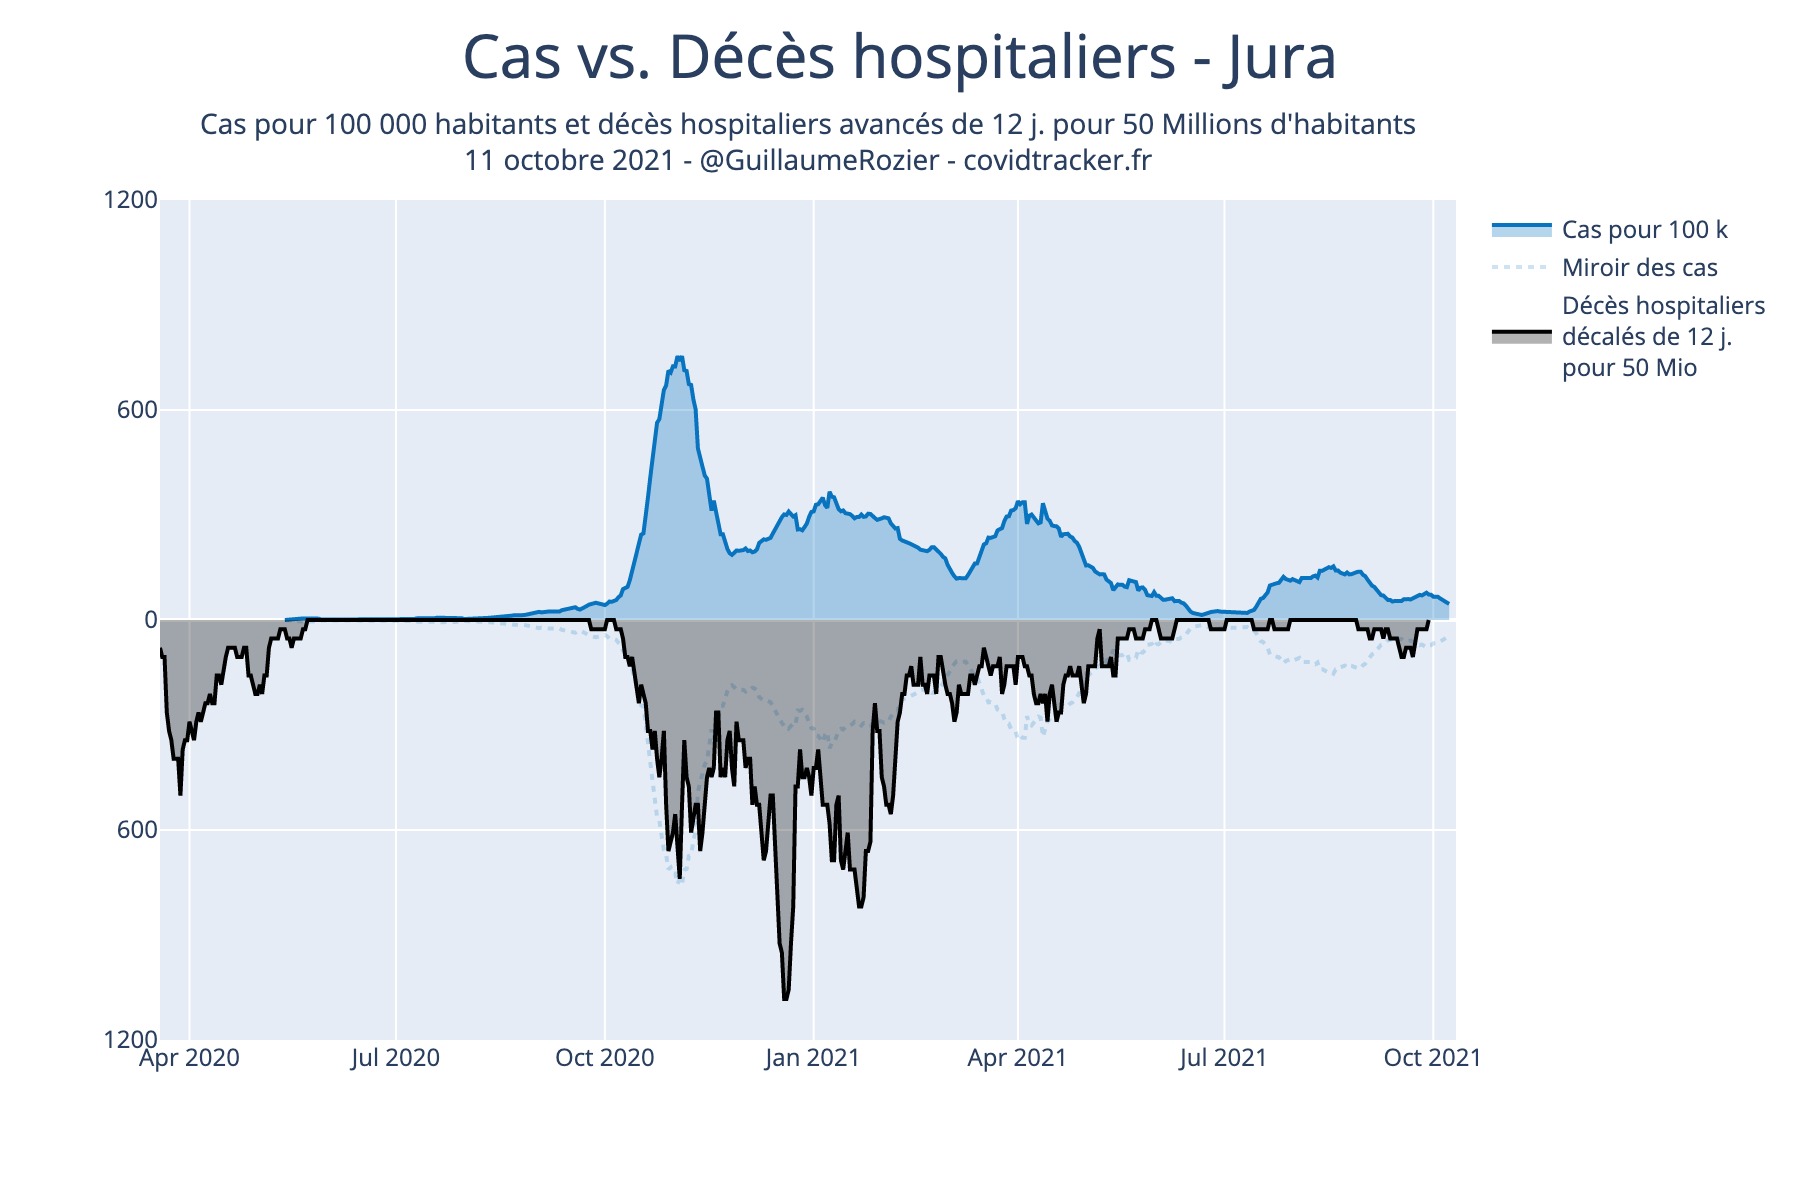 Cas vs. Décès hospitaliers - Jura
Cas pour 100 000 habitants et décès hospitaliers avancés de 12 j. pour 50 Millions d'habitants
11 octobre 2021 - @GuillaumeRozier - covidtracker.fr
1200
600
0
600
1200
Apr 2020
Jul 2020
Oct 2020
Jan 2021
Apr 2021
Jul 2021
Oct 2021
Cas pour 100 k
Miroir des cas
Décès hospitaliers
décalés de 12 j.
pour 50 Mio